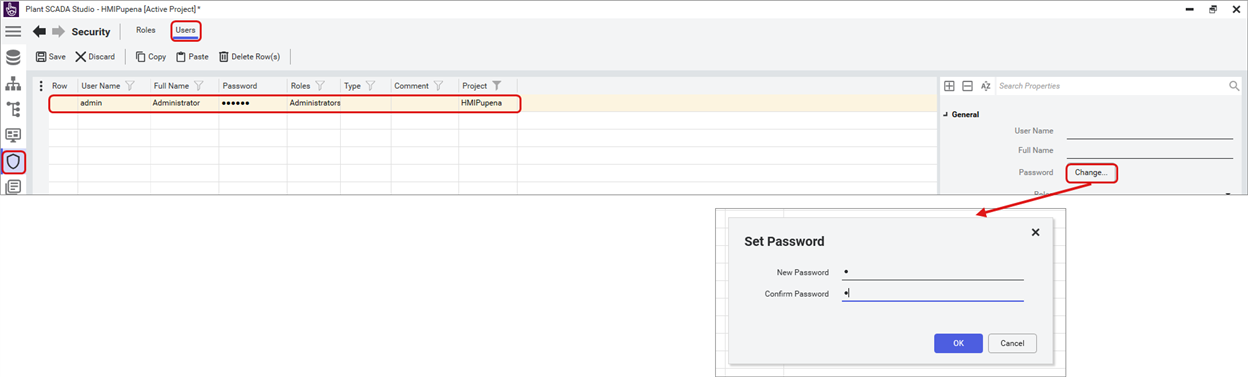 Plant SCADA Studio - HMIPupena [Active Project] *
Security Roles Users
Save Discard Copy Paste Delete Row(s)
Row User Name Full Name Password Roles Type Comment Project
admin Administrator •••••• Administrators HMIPupena
Search Properties
General
User Name
Full Name
Password Change...
Set Password
New Password •
Confirm Password •
OK Cancel